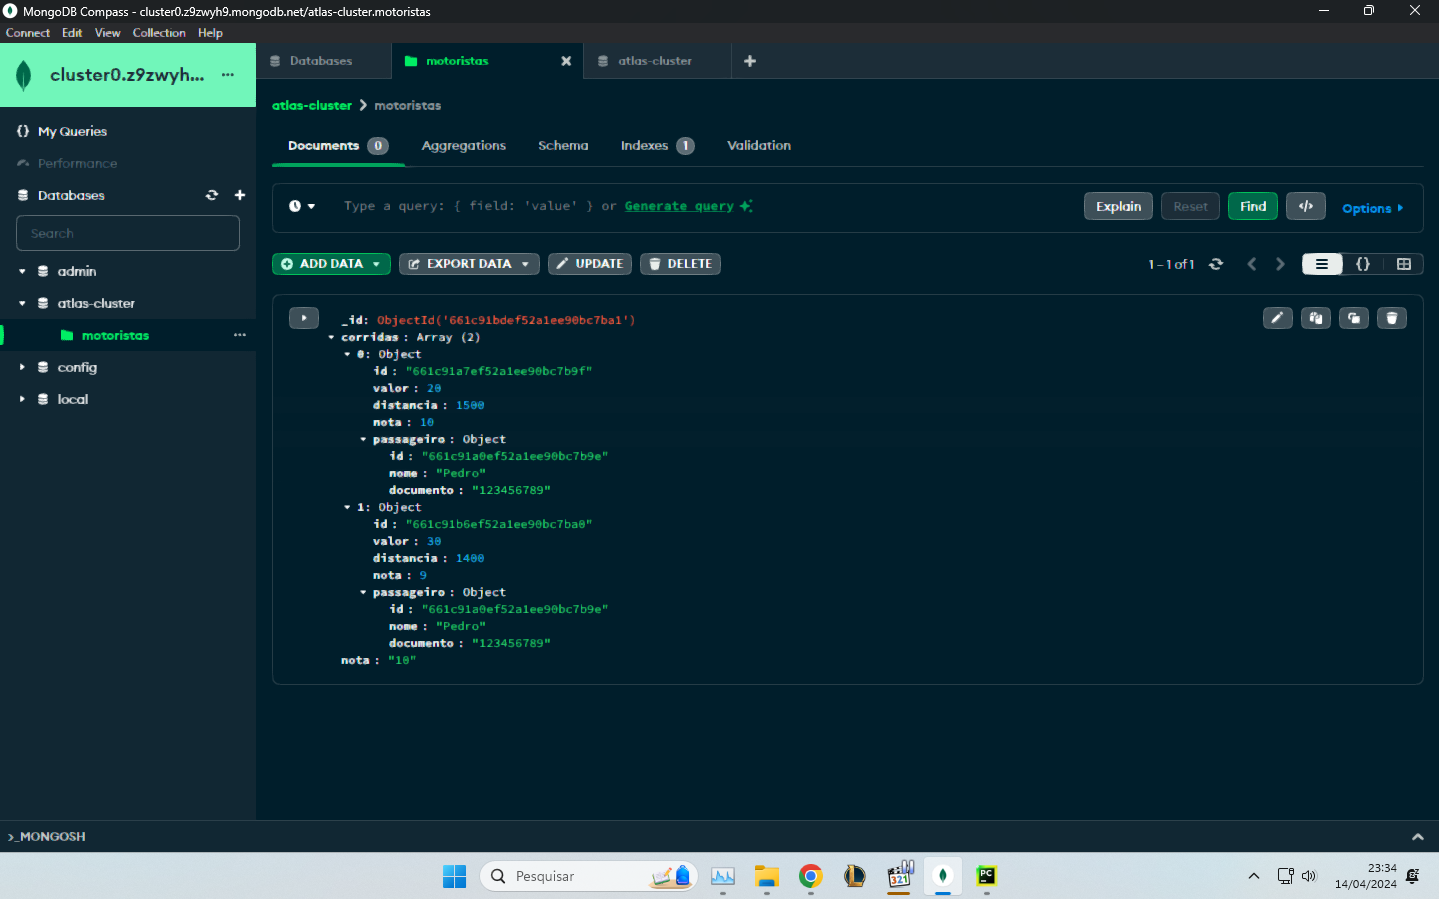 MongoDB Compass - cluster0.z9zwyh9.mongodb.net/atlas-cluster.motoristas
Connect Edit View Collection Help
cluster0.z9zwyh... ...
Databases
motoristas
atlas-cluster
My Queries
Performance
Databases
Search
admin
atlas-cluster
motoristas
config
local
atlas-cluster > motoristas
Documents 0 Aggregations Schema Indexes 1 Validation
Type a query: { field: 'value' } or Generate query
Explain Reset Find </> Options
ADD DATA EXPORT DATA UPDATE DELETE
1 – 1 of 1
_id: ObjectId('661c91bdef52a1ee90bc7ba1')
corridas : Array (2)
0: Object
id : "661c91a7ef52a1ee90bc7b9f"
valor : 20
distancia : 1500
nota : 10
passageiro : Object
id : "661c91a0ef52a1ee90bc7b9e"
nome : "Pedro"
documento : "123456789"
1: Object
id : "661c91b6ef52a1ee90bc7ba0"
valor : 30
distancia : 1400
nota : 9
passageiro : Object
id : "661c91a0ef52a1ee90bc7b9e"
nome : "Pedro"
documento : "123456789"
nota : "10"
>_MONGOSH
Pesquisar
321
PC
23:34
14/04/2024